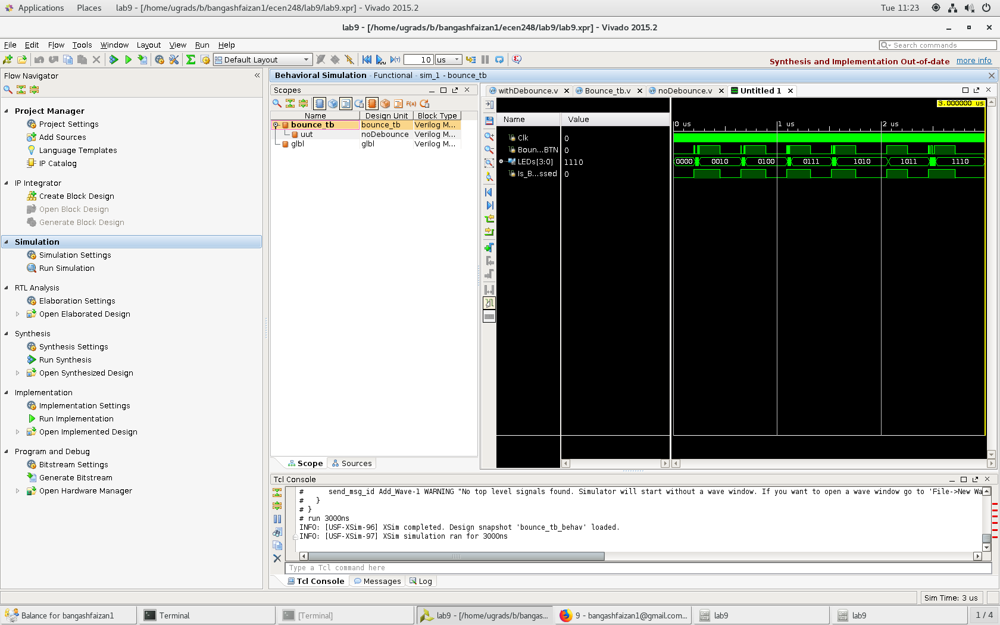 Applications Places lab9 - [/home/ugrads/b/bangashfaizan1/ecen248/lab9/lab9.xpr] - Vivado 2015.2 Tue 11:23
lab9 - [/home/ugrads/b/bangashfaizan1/ecen248/lab9/lab9.xpr] - Vivado 2015.2
File Edit Flow Tools Window Layout View Run Help Search commands
Default Layout 10 us Synthesis and Implementation Out-of-date more info
Flow Navigator
Project Manager
Project Settings
Add Sources
Language Templates
IP Catalog
IP Integrator
Create Block Design
Open Block Design
Generate Block Design
Simulation
Simulation Settings
Run Simulation
RTL Analysis
Elaboration Settings
Open Elaborated Design
Synthesis
Synthesis Settings
Run Synthesis
Open Synthesized Design
Implementation
Implementation Settings
Run Implementation
Open Implemented Design
Program and Debug
Bitstream Settings
Generate Bitstream
Open Hardware Manager
Behavioral Simulation - Functional - sim_1 - bounce_tb
Scopes
F(x)
Name Design Unit Block Type
bounce_tb bounce_tb Verilog M...
uut noDebounce Verilog M...
glbl glbl Verilog M...
Scope Sources
withDebounce.v Bounce_tb.v noDebounce.v Untitled 1
3.000000 us
Name Value
0 us 1 us 2 us
Clk 0
Boun...BTN 0
LEDs[3:0] 1110 0000 0010 0100 0111 1010 1011 1110
Is_B...ssed 0
Tcl Console
# send_msg_id Add_Wave-1 WARNING "No top level signals found. Simulator will start without a wave window. If you want to open a wave window go to 'File->New Wa
# }
# }
# run 3000ns
INFO: [USF-XSim-96] XSim completed. Design snapshot 'bounce_tb_behav' loaded.
INFO: [USF-XSim-97] XSim simulation ran for 3000ns
Type a Tcl command here
Tcl Console Messages Log
Sim Time: 3 us
Balance for bangashfaizan1 Terminal [Terminal] lab9 - [/home/ugrads/b/bangas... 9 - bangashfaizan1@gmail.com... lab9 lab9 1 / 4